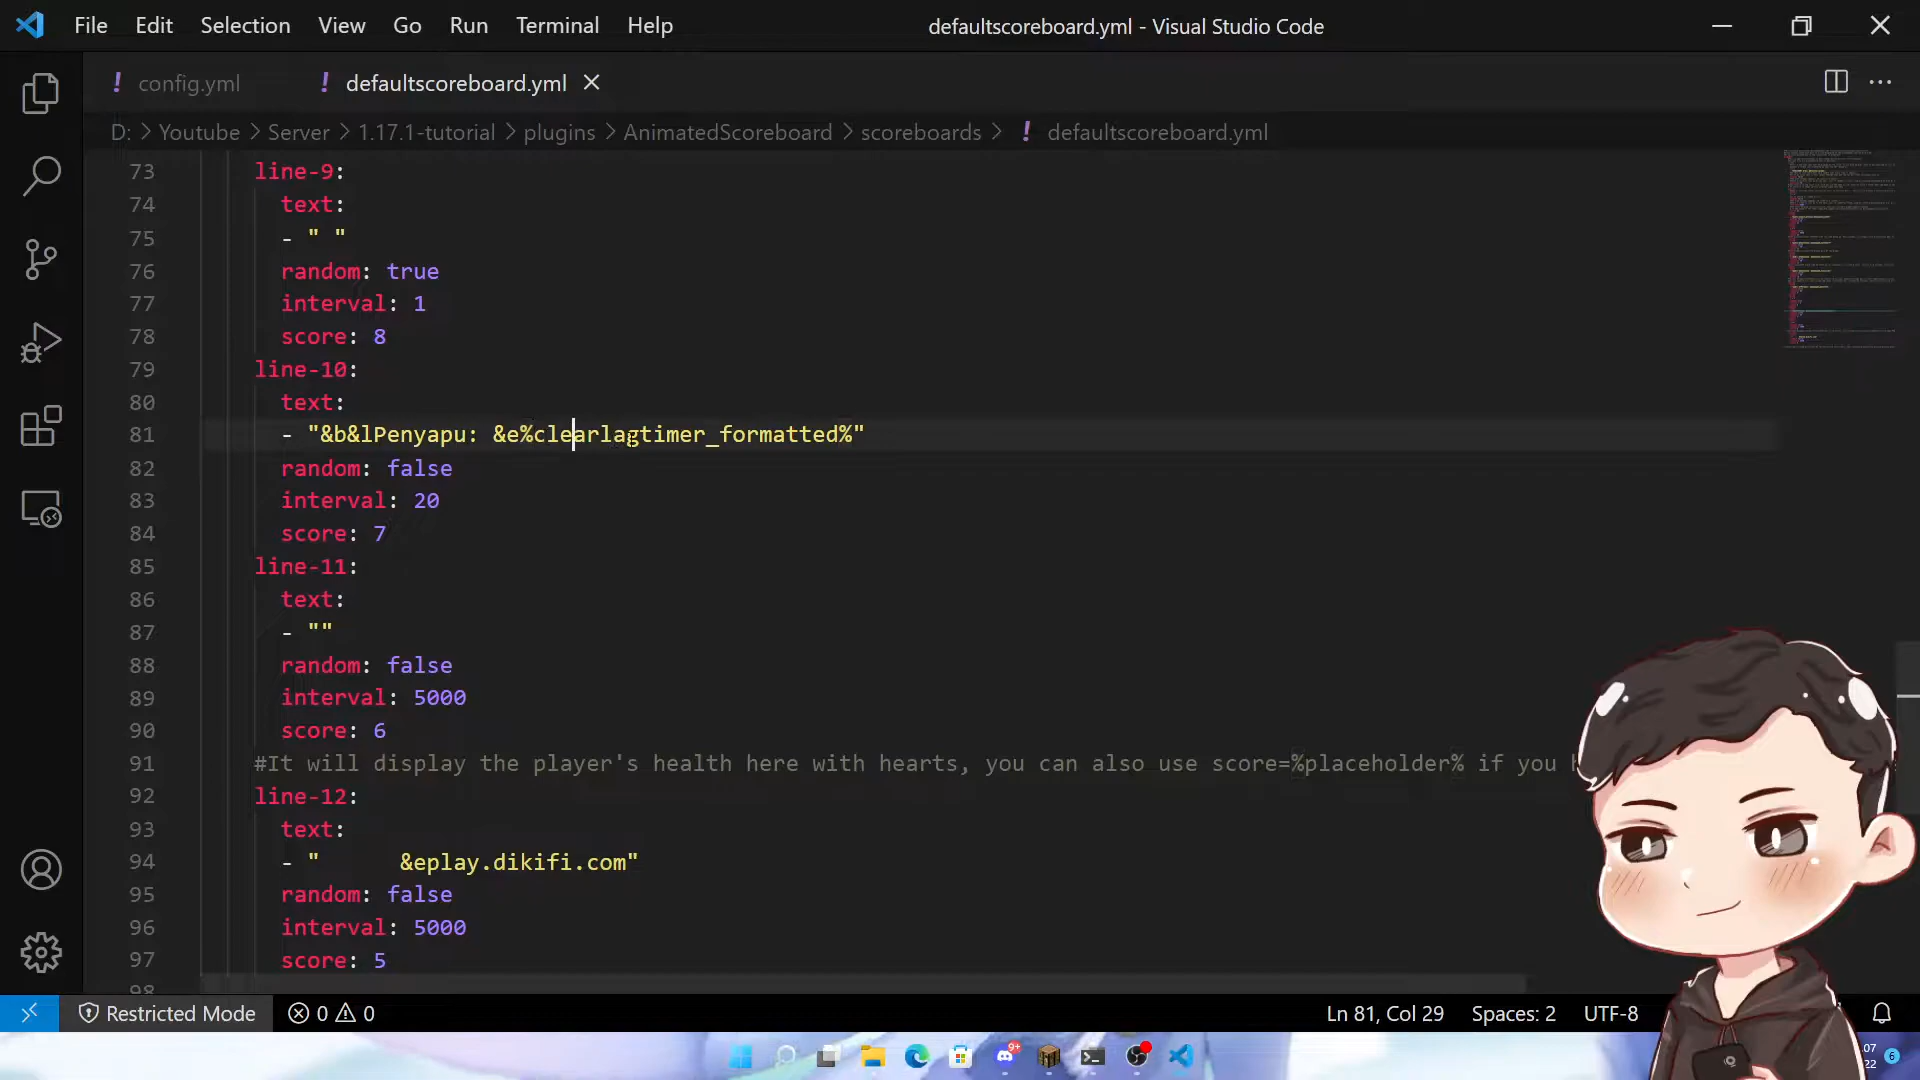 File Edit Selection View Go Run Terminal Help defaultscoreboard.yml - Visual Studio Code
! config.yml ! defaultscoreboard.yml
D: > Youtube > Server > 1.17.1-tutorial > plugins > AnimatedScoreboard > scoreboards > ! defaultscoreboard.yml
73 line-9:
74 text:
75 - " "
76 random: true
77 interval: 1
78 score: 8
79 line-10:
80 text:
81 - "&b&lPenyapu: &e%clearlagtimer_formatted%"
82 random: false
83 interval: 20
84 score: 7
85 line-11:
86 text:
87 - ""
88 random: false
89 interval: 5000
90 score: 6
91 #It will display the player's health here with hearts, you can also use score=%placeholder% if you
92 line-12:
93 text:
94 - "      &eplay.dikifi.com"
95 random: false
96 interval: 5000
97 score: 5
98
Restricted Mode 0 0 Ln 81, Col 29 Spaces: 2 UTF-8
9+ 07
22 6